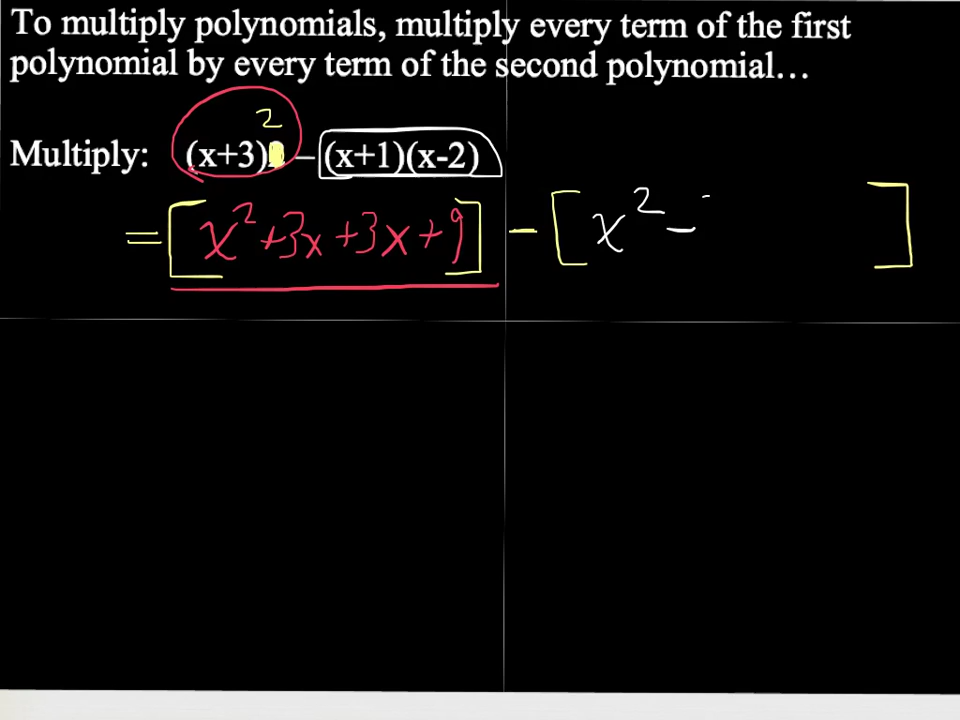 To multiply polynomials, multiply every term of the first
polynomial by every term of the second polynomial…
Multiply: (x+3)² – (x+1)(x-2)
= [x² +3x +3x +9] – [x² – ]